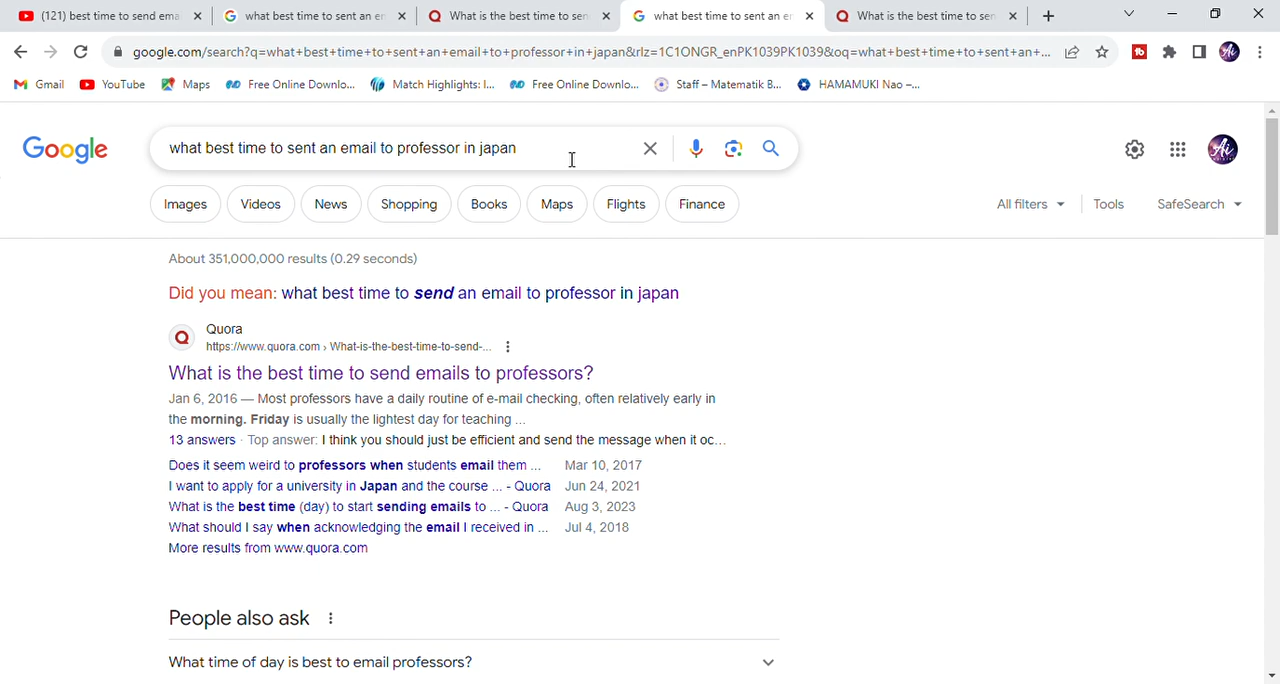 (121) best time to send ema
what best time to sent an e
What is the best time to sen
what best time to sent an e
What is the best time to sen
google.com/search?q=what+best+time+to+sent+an+email+to+professor+in+japan&rlz=1C1ONGR_enPK1039PK1039&oq=what+best+time+to+sent+an+...
Gmail
YouTube
Maps
Free Online Downlo...
Match Highlights: I...
Free Online Downlo...
Staff – Matematik B...
HAMAMUKI Nao –...
Google
what best time to sent an email to professor in japan
Images
Videos
News
Shopping
Books
Maps
Flights
Finance
All filters
Tools
SafeSearch
About 351,000,000 results (0.29 seconds)
Did you mean: what best time to send an email to professor in japan
Quora
https://www.quora.com › What-is-the-best-time-to-send-...
What is the best time to send emails to professors?
Jan 6, 2016 — Most professors have a daily routine of e-mail checking, often relatively early in
the morning. Friday is usually the lightest day for teaching ...
13 answers · Top answer: I think you should just be efficient and send the message when it oc...
Does it seem weird to professors when students email them ... Mar 10, 2017
I want to apply for a university in Japan and the course ... - Quora Jun 24, 2021
What is the best time (day) to start sending emails to ... - Quora Aug 3, 2023
What should I say when acknowledging the email I received in ... Jul 4, 2018
More results from www.quora.com
People also ask
What time of day is best to email professors?